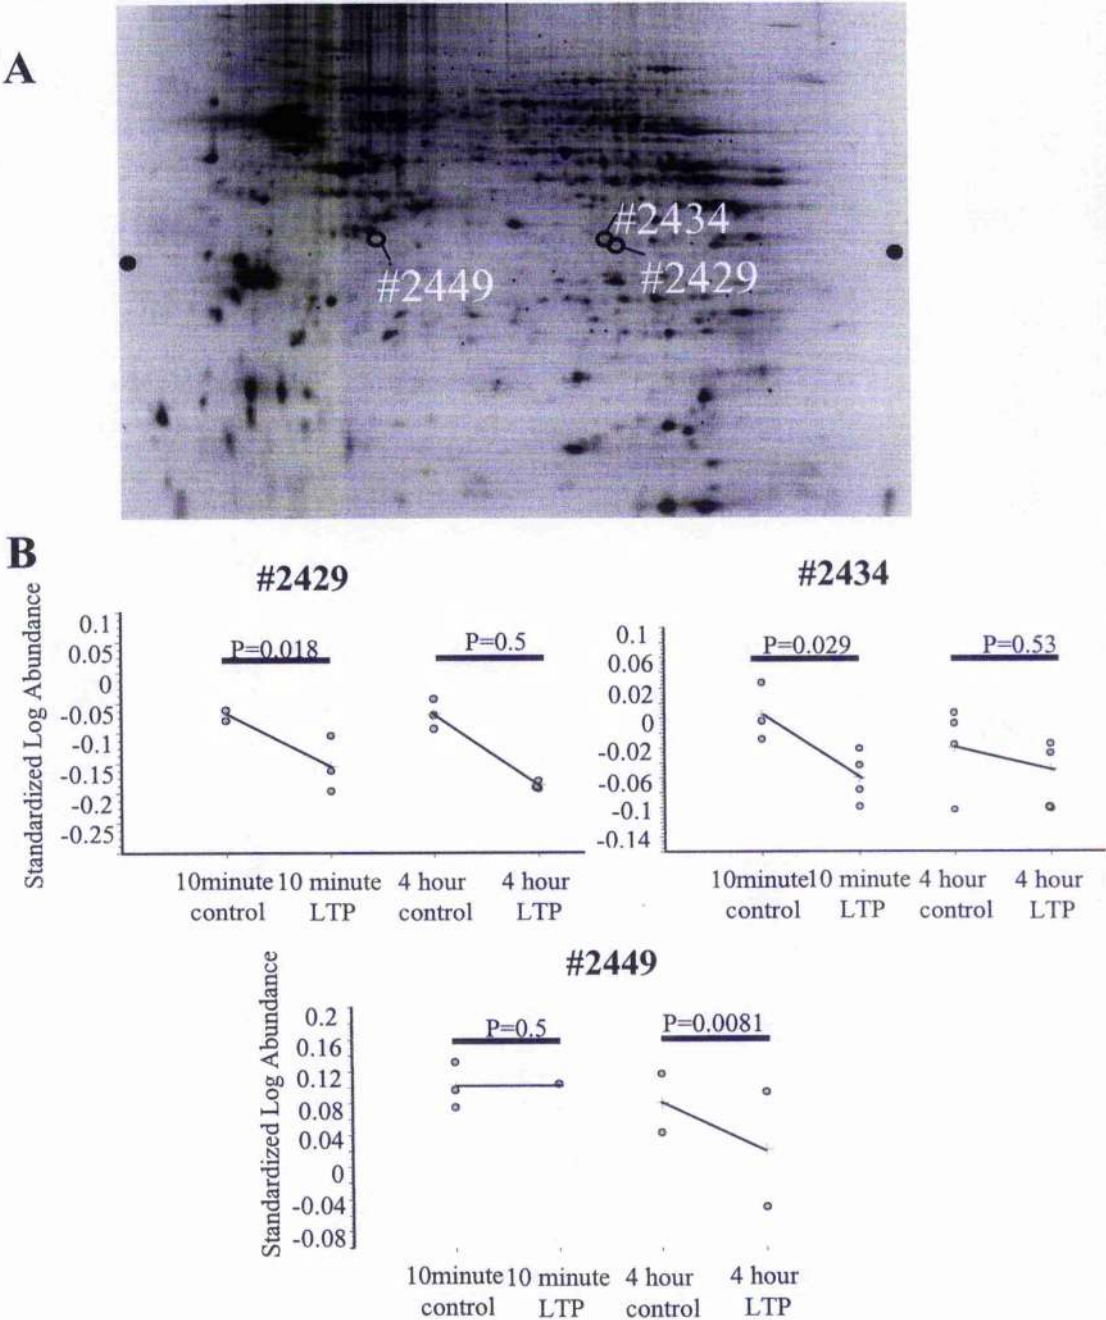 A
#2434
#2429
#2449
B
#2429
Standardized Log Abundance
0.1
0.05
0
-0.05
-0.1
-0.15
-0.2
-0.25
P=0.018
P=0.5
10minute 10 minute 4 hour 4 hour
control LTP control LTP
#2434
0.1
0.06
0.02
0
-0.02
-0.06
-0.1
-0.14
P=0.029
P=0.53
10minute10 minute 4 hour 4 hour
control LTP control LTP
#2449
Standardized Log Abundance
0.2
0.16
0.12
0.08
0.04
0
-0.04
-0.08
P=0.5
P=0.0081
10minute 10 minute 4 hour 4 hour
control LTP control LTP